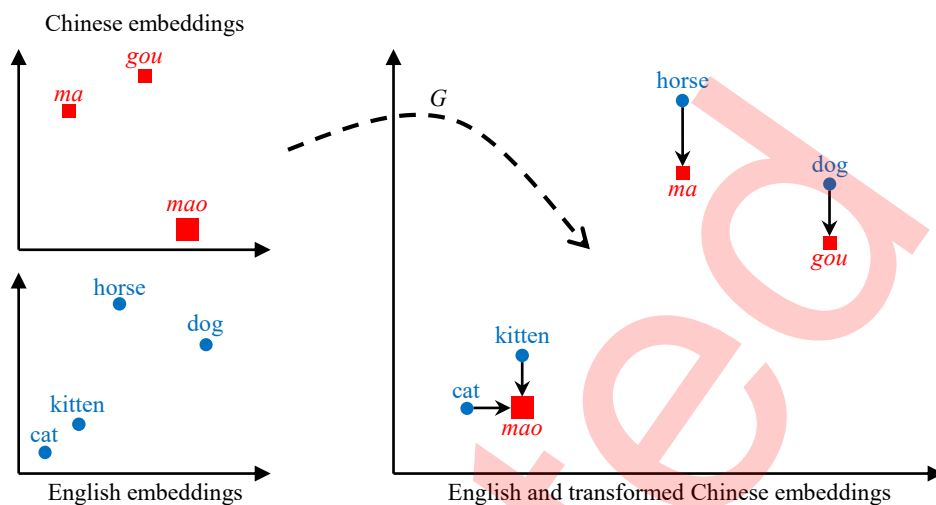 Chinese embeddings
gou
ma
mao
horse
dog
kitten
cat
English embeddings
G
horse
dog
ma
gou
kitten
cat
mao
English and transformed Chinese embeddings
ted